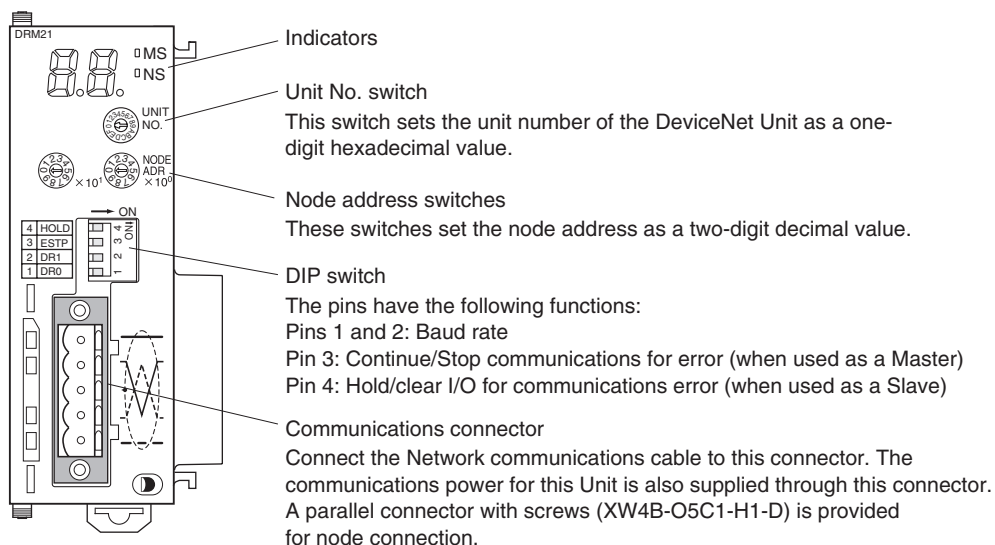 DRM21
MS
NS
UNIT
NO.
NODE
ADR
×10¹
×10⁰
ON
4 HOLD
3 ESTP
2 DR1
1 DR0
ON
4
3
2
1
Indicators
Unit No. switch
This switch sets the unit number of the DeviceNet Unit as a one-
digit hexadecimal value.
Node address switches
These switches set the node address as a two-digit decimal value.
DIP switch
The pins have the following functions:
Pins 1 and 2: Baud rate
Pin 3: Continue/Stop communications for error (when used as a Master)
Pin 4: Hold/clear I/O for communications error (when used as a Slave)
Communications connector
Connect the Network communications cable to this connector. The
communications power for this Unit is also supplied through this connector.
A parallel connector with screws (XW4B-O5C1-H1-D) is provided
for node connection.